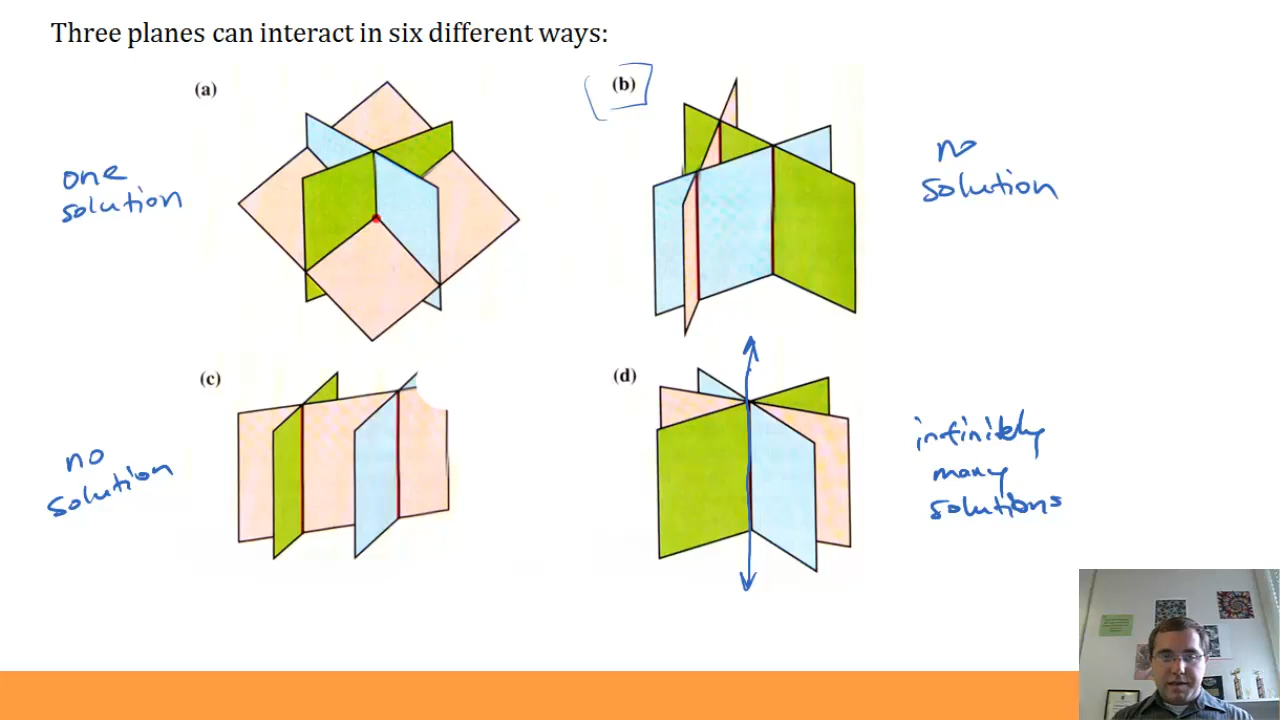 Three planes can interact in six different ways:
(a)
(b)
one
solution
no
solution
(c)
(d)
no
solution
infinitely
many
solutions